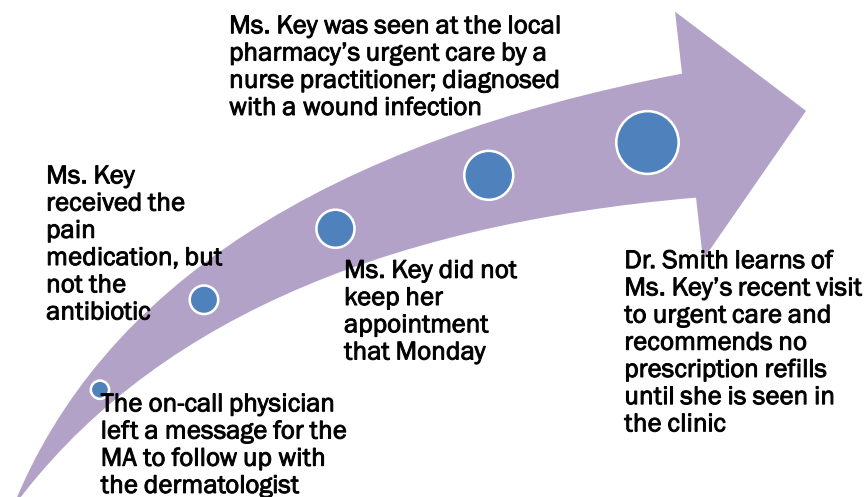 Ms. Key was seen at the local
pharmacy’s urgent care by a
nurse practitioner; diagnosed
with a wound infection
Ms. Key
received the
pain
medication, but
not the
antibiotic
Ms. Key did not
keep her
appointment
that Monday
Dr. Smith learns of
Ms. Key’s recent visit
to urgent care and
recommends no
prescription refills
until she is seen in
the clinic
The on-call physician
left a message for the
MA to follow up with
the dermatologist